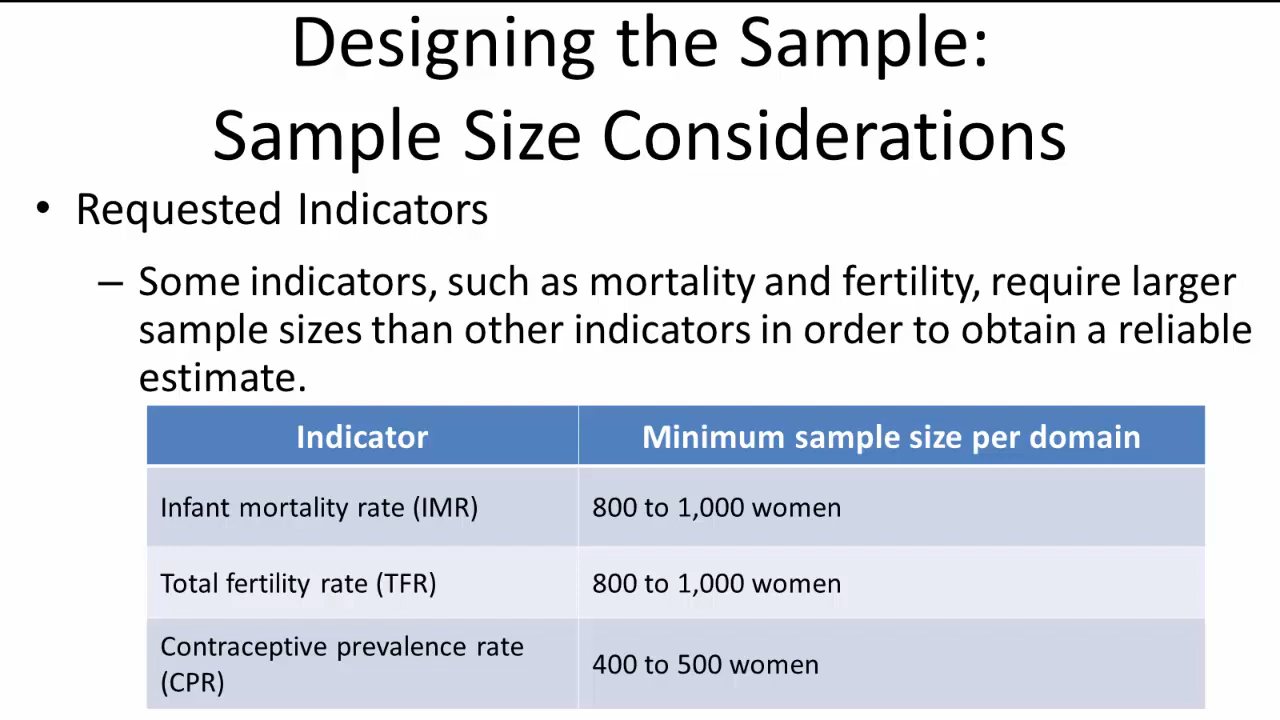 Designing the Sample:
Sample Size Considerations
• Requested Indicators
– Some indicators, such as mortality and fertility, require larger
sample sizes than other indicators in order to obtain a reliable
estimate.
Indicator Minimum sample size per domain
Infant mortality rate (IMR) 800 to 1,000 women
Total fertility rate (TFR) 800 to 1,000 women
Contraceptive prevalence rate
(CPR) 400 to 500 women